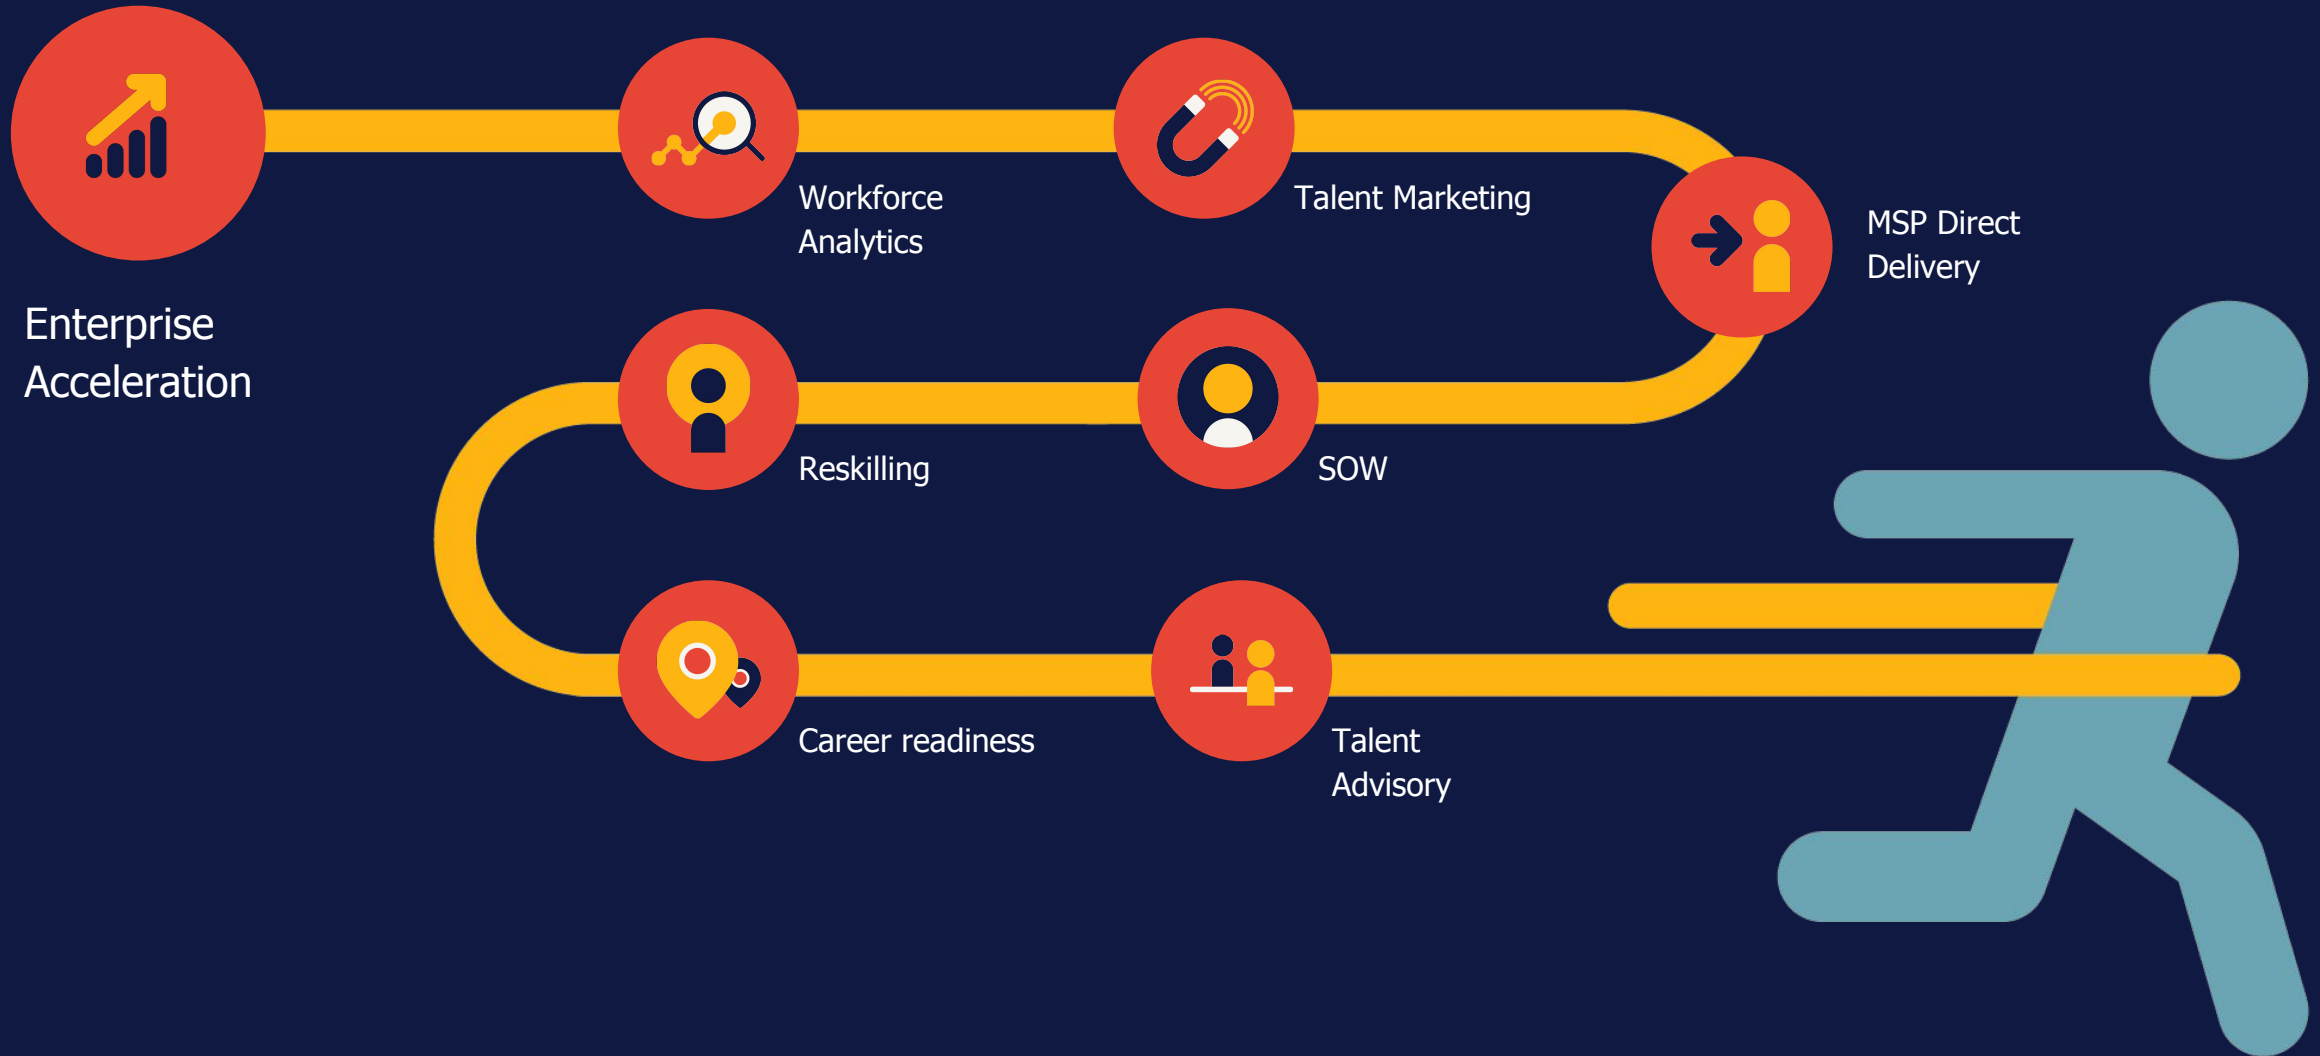 Enterprise
Acceleration
Workforce
Analytics
Talent Marketing
MSP Direct
Delivery
SOW
Reskilling
Career readiness
Talent
Advisory